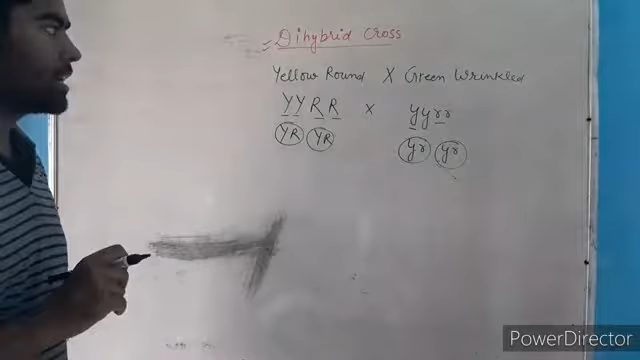 Dihybrid Cross
Yellow Round X Green Wrinkled
YYRR x yyrr
YR YR yr yr
PowerDirector